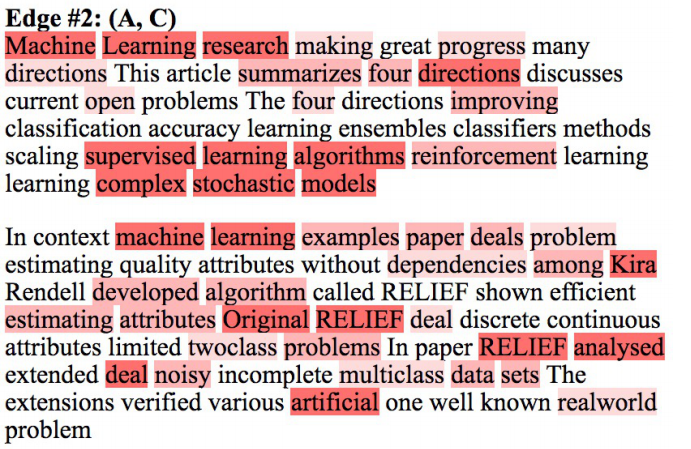 Edge #2: (A, C)
Machine Learning research making great progress many
directions This article summarizes four directions discusses
current open problems The four directions improving
classification accuracy learning ensembles classifiers methods
scaling supervised learning algorithms reinforcement learning
learning complex stochastic models
In context machine learning examples paper deals problem
estimating quality attributes without dependencies among Kira
Rendell developed algorithm called RELIEF shown efficient
estimating attributes Original RELIEF deal discrete continuous
attributes limited twoclass problems In paper RELIEF analysed
extended deal noisy incomplete multiclass data sets The
extensions verified various artificial one well known realworld
problem